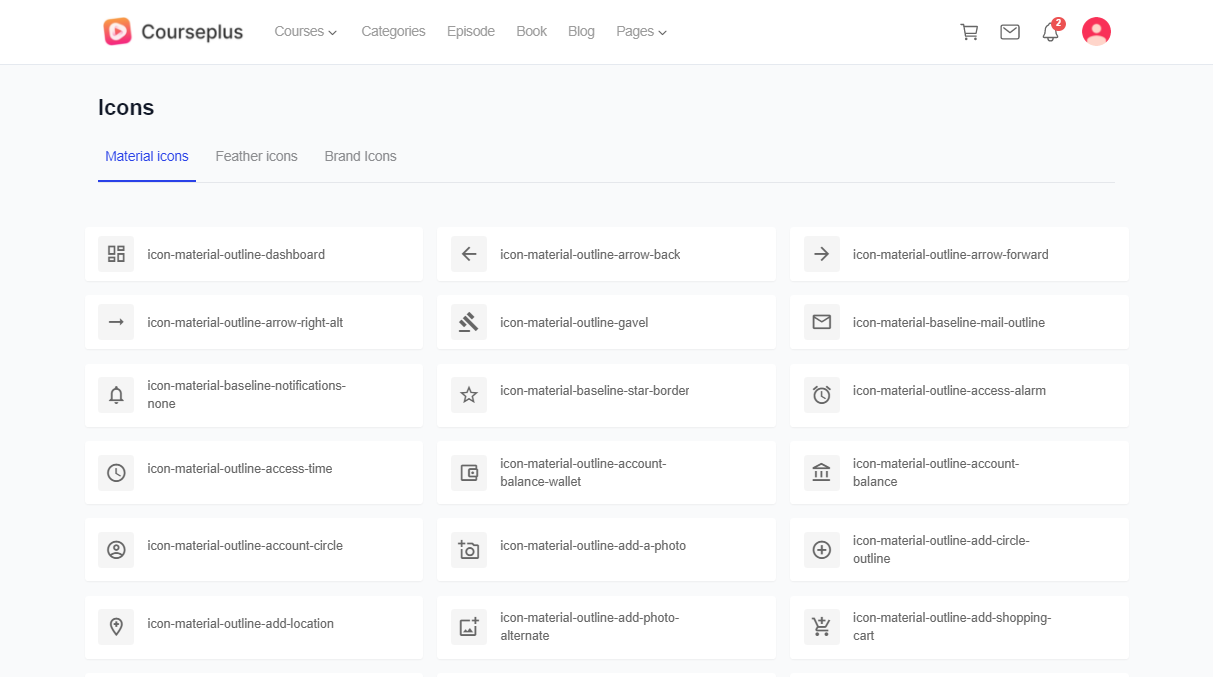 Courseplus
Courses
Categories
Episode
Book
Blog
Pages
2
Icons
Material icons
Feather icons
Brand Icons
icon-material-outline-dashboard
icon-material-outline-arrow-back
icon-material-outline-arrow-forward
icon-material-outline-arrow-right-alt
icon-material-outline-gavel
icon-material-baseline-mail-outline
icon-material-baseline-notifications-
none
icon-material-baseline-star-border
icon-material-outline-access-alarm
icon-material-outline-access-time
icon-material-outline-account-
balance-wallet
icon-material-outline-account-
balance
icon-material-outline-account-circle
icon-material-outline-add-a-photo
icon-material-outline-add-circle-
outline
icon-material-outline-add-location
icon-material-outline-add-photo-
alternate
icon-material-outline-add-shopping-
cart